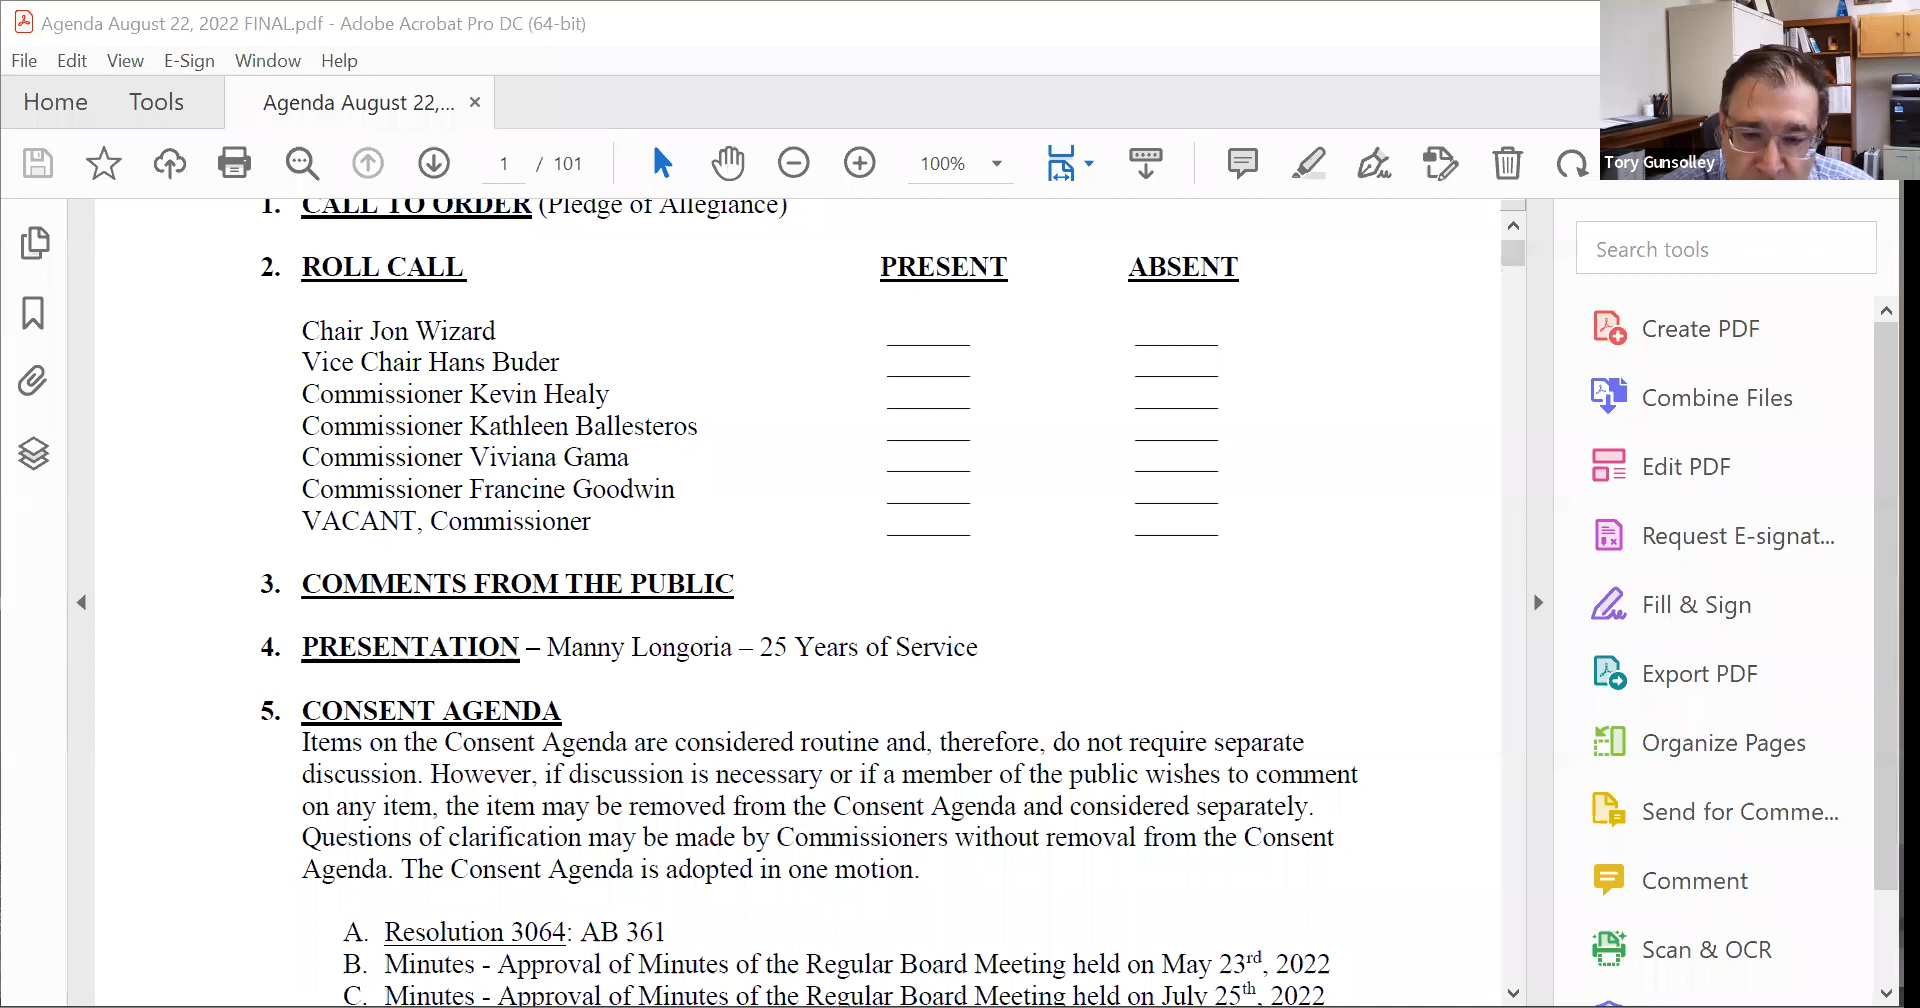 Agenda August 22, 2022 FINAL.pdf - Adobe Acrobat Pro DC (64-bit)
File Edit View E-Sign Window Help
Home Tools Agenda August 22,... ×
1 / 101 100%
Tory Gunsolley
1. CALL TO ORDER (Pledge of Allegiance)
2. ROLL CALL PRESENT ABSENT
Chair Jon Wizard
Vice Chair Hans Buder
Commissioner Kevin Healy
Commissioner Kathleen Ballesteros
Commissioner Viviana Gama
Commissioner Francine Goodwin
VACANT, Commissioner
3. COMMENTS FROM THE PUBLIC
4. PRESENTATION – Manny Longoria – 25 Years of Service
5. CONSENT AGENDA
Items on the Consent Agenda are considered routine and, therefore, do not require separate
discussion. However, if discussion is necessary or if a member of the public wishes to comment
on any item, the item may be removed from the Consent Agenda and considered separately.
Questions of clarification may be made by Commissioners without removal from the Consent
Agenda. The Consent Agenda is adopted in one motion.
A. Resolution 3064: AB 361
B. Minutes - Approval of Minutes of the Regular Board Meeting held on May 23rd, 2022
C. Minutes - Approval of Minutes of the Regular Board Meeting held on July 25th, 2022
Search tools
Create PDF
Combine Files
Edit PDF
Request E-signat...
Fill & Sign
Export PDF
Organize Pages
Send for Comme...
Comment
Scan & OCR